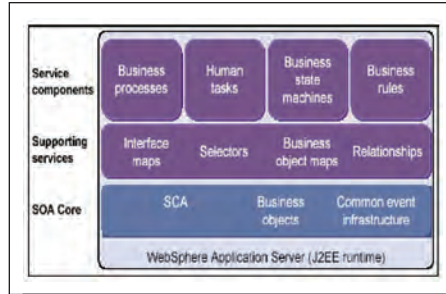 Service
components
Business
processes
Human
tasks
Business
state
machines
Business
rules
Supporting
services
Interface
maps
Selectors
Business
object maps
Relationships
SOA Core
SCA
Business
objects
Common event
infrastructure
WebSphere Application Server (J2EE runtime)